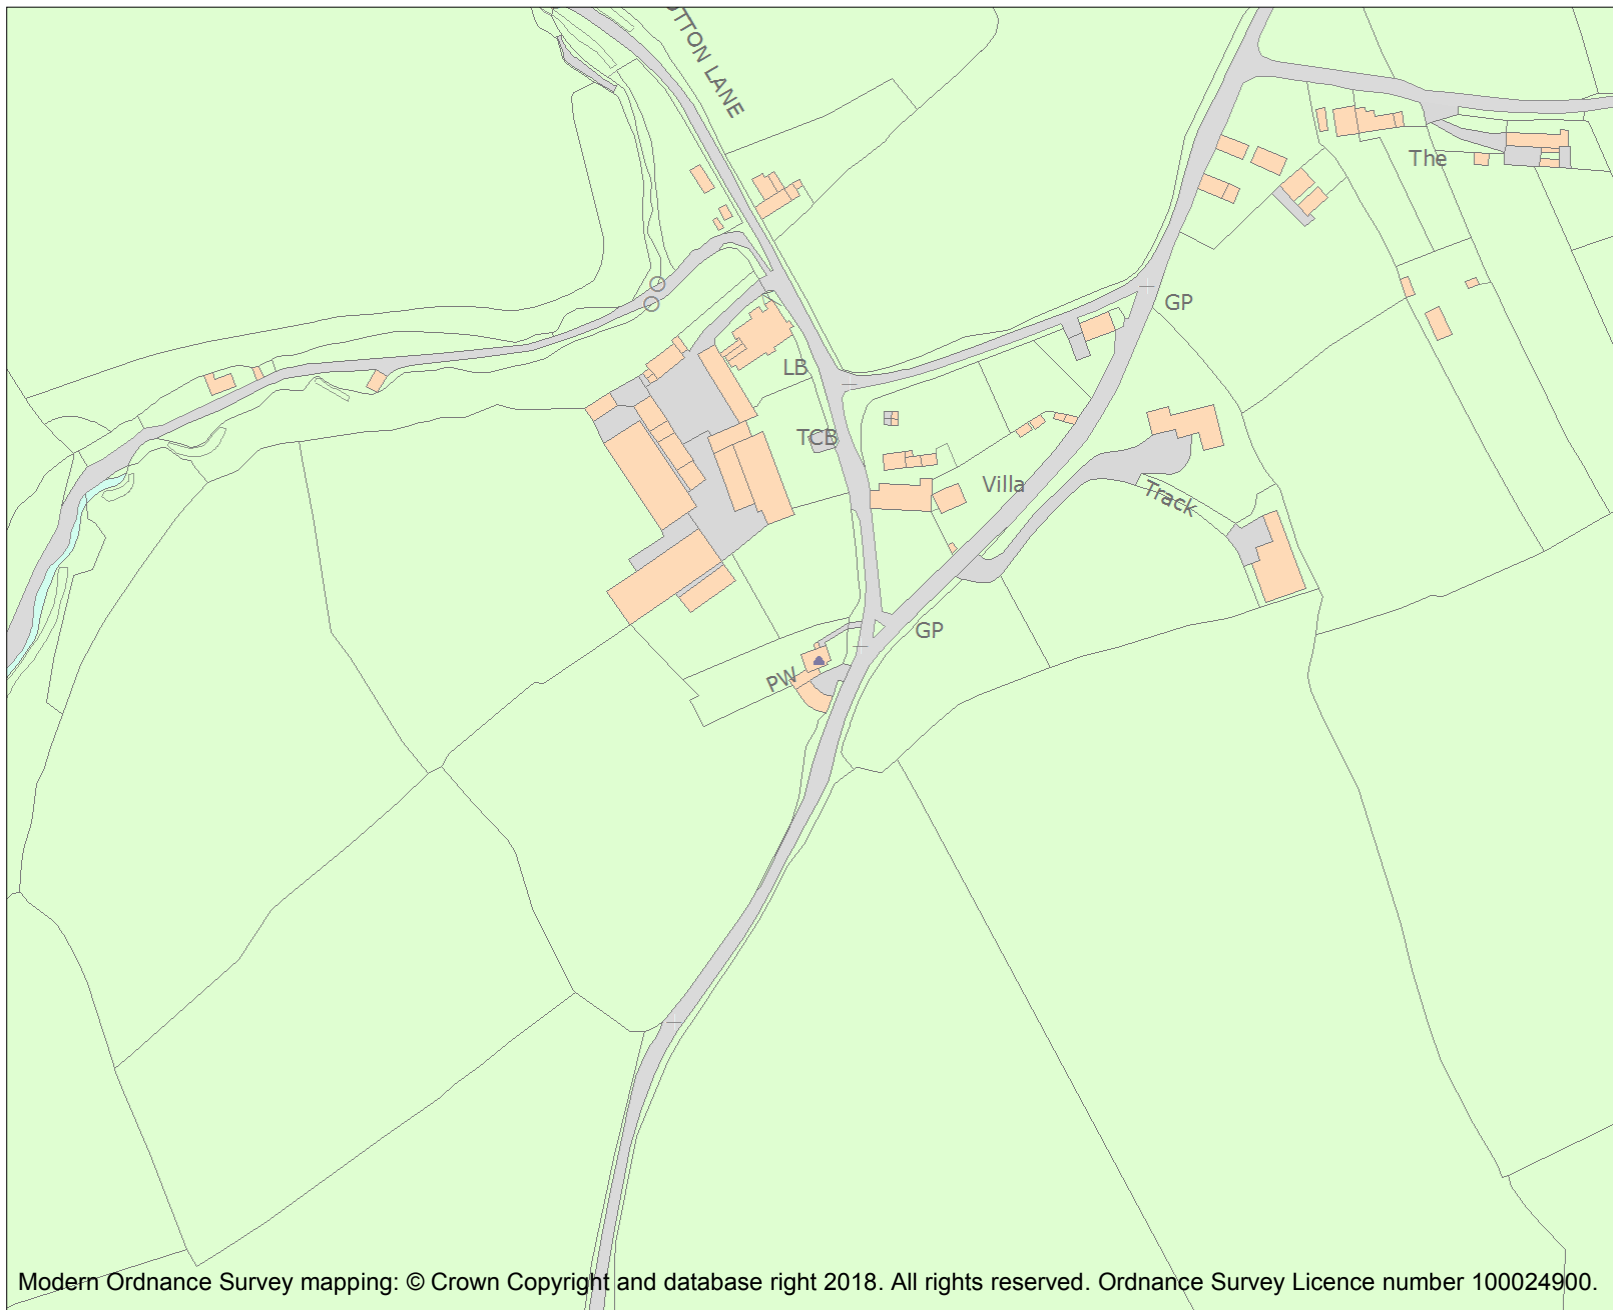 LANE
The
GP
LB
TCB
Villa
Track
GP
PW
Modern Ordnance Survey mapping: © Crown Copyright and database right 2018. All rights reserved. Ordnance Survey Licence number 100024900.